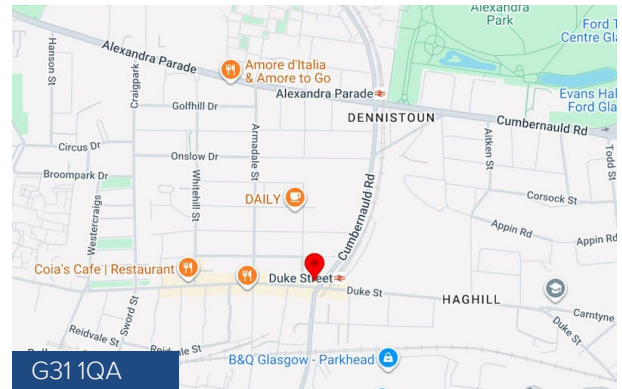 Alexandra
Park
Ford T
Centre Gla
Hanson St
Alexandra Parade
Craigpark
Amore d'Italia
& Amore to Go
Alexandra Parade
Evans Hal
Ford Gla
Golfhill Dr
DENNISTOUN
Cumbernauld Rd
Circus Dr
Armadale St
Aitken St
Todd St
Onslow Dr
Broompark Dr
Whitehill St
Cumbernauld Rd
DAILY
Corsock St
Westercraigs
Appin Rd
Appin Rd
Coia's Cafe | Restaurant
Duke Street
Duke St
HAGHILL
Carntyne
Sword St
Duke St
Reidvale St
Reidvale St
B&Q Glasgow - Parkhead
G31 1QA